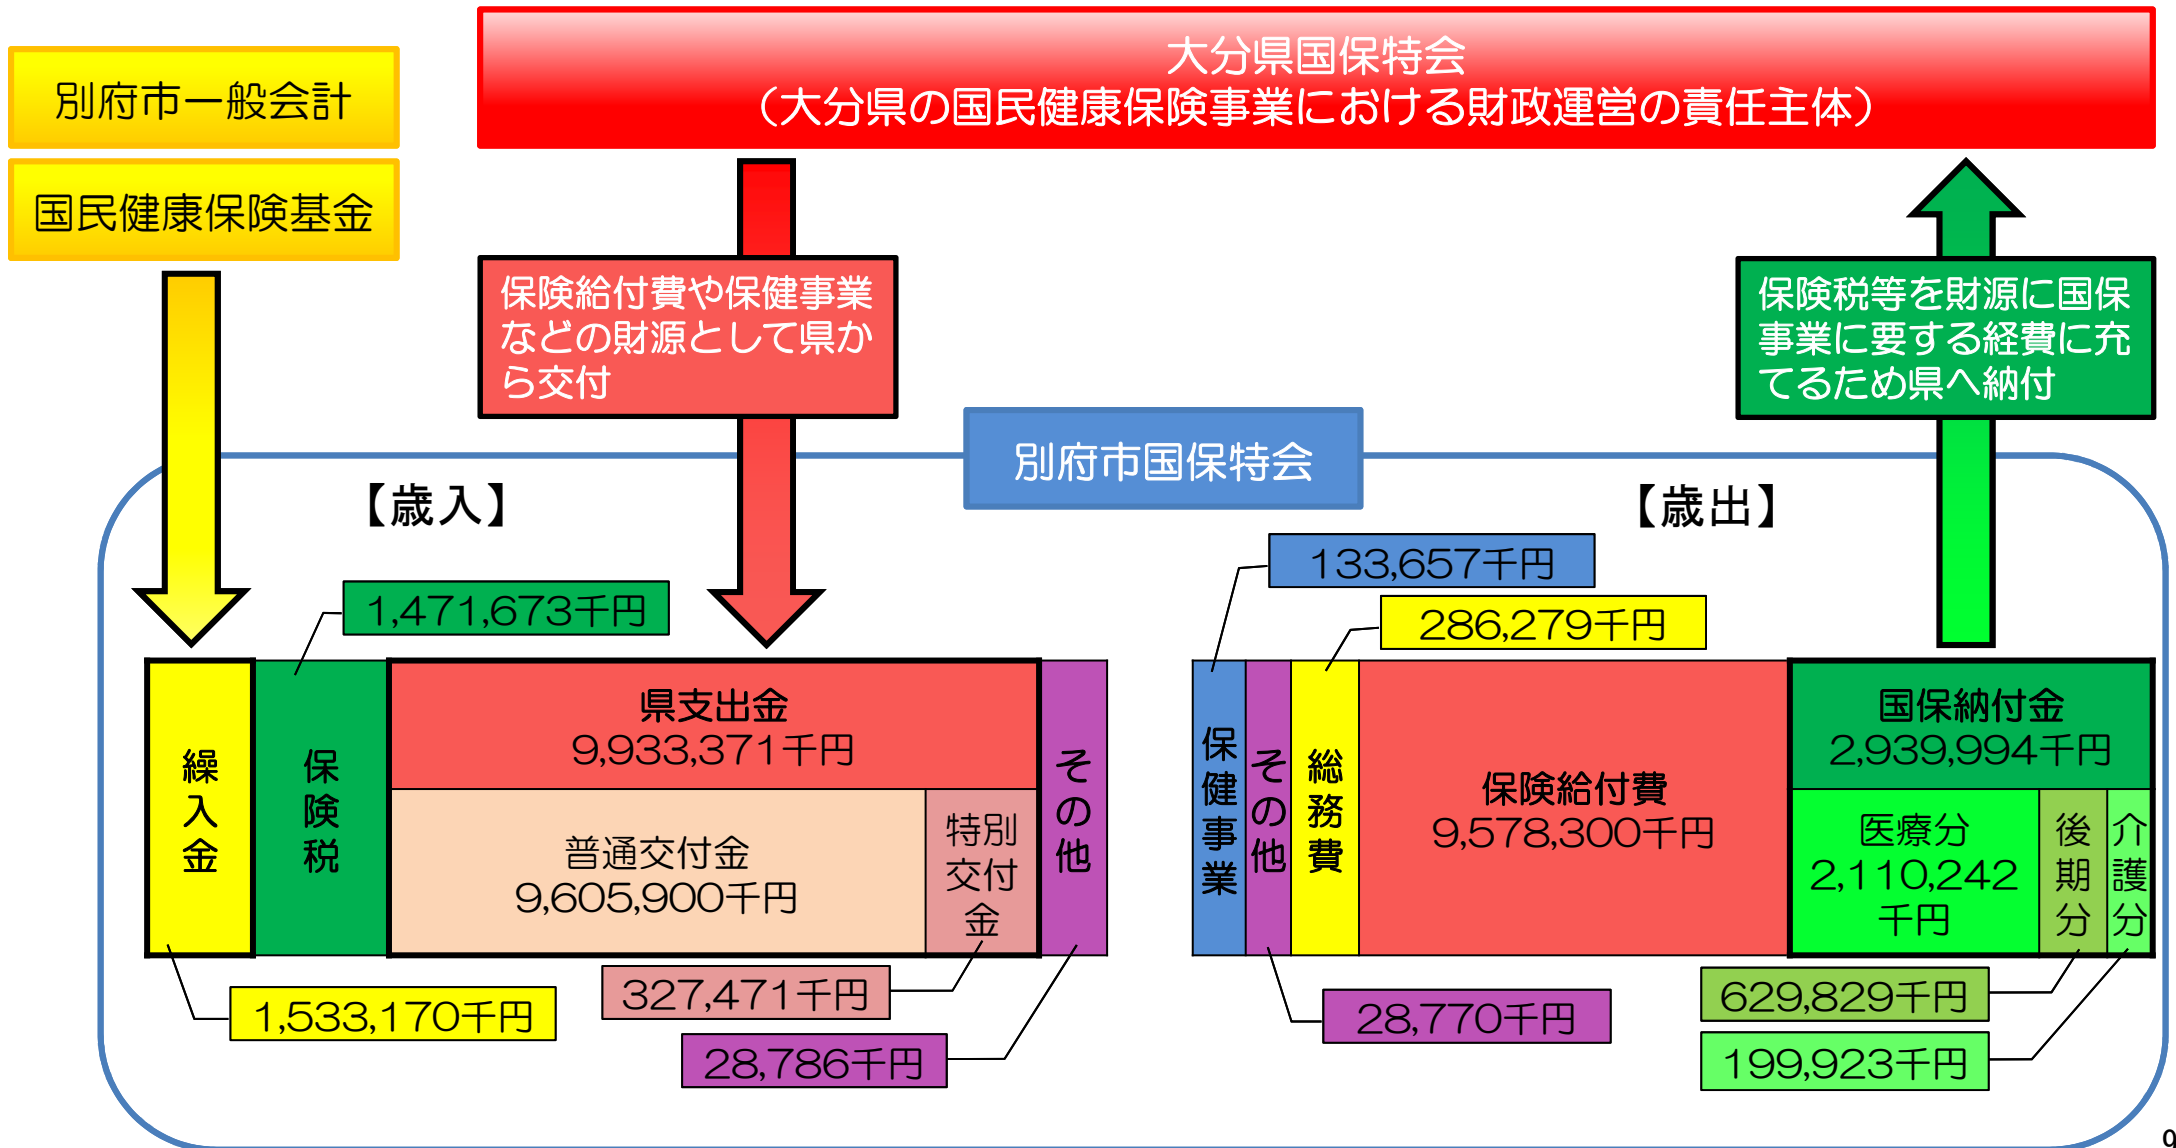 大分県国保特会
（大分県の国民健康保険事業における財政運営の責任主体）
別府市一般会計
国民健康保険基金
保険給付費や保健事業
などの財源として県か
ら交付
保険税等を財源に国保
事業に要する経費に充
てるため県へ納付
別府市国保特会
【歳入】
1,471,673千円
繰入金
保険税
県支出金
9,933,371千円
普通交付金
9,605,900千円
特別
交付
金
その他
1,533,170千円
327,471千円
28,786千円
【歳出】
133,657千円
286,279千円
保健事業
その他
総務費
保険給付費
9,578,300千円
国保納付金
2,939,994千円
医療分
2,110,242
千円
後期分
介護分
28,770千円
629,829千円
199,923千円